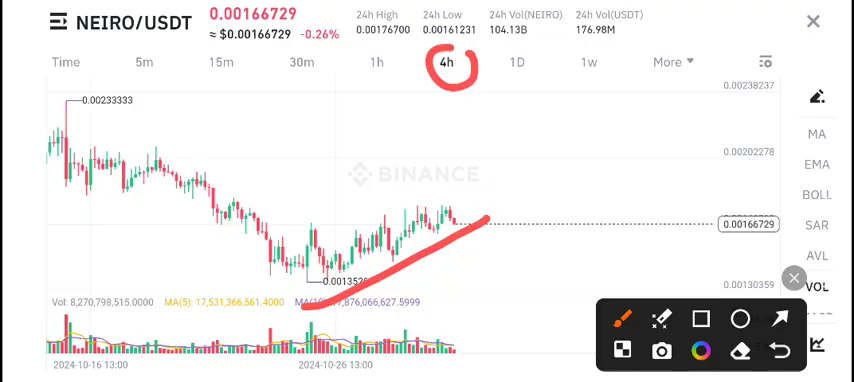 NEIRO/USDT
0.00166729
≈ $0.00166729 -0.26%
24h High
0.00176700
24h Low
0.00161231
24h Vol(NEIRO)
104.13B
24h Vol(USDT)
176.98M
Time 5m 15m 30m 1h 4h 1D 1w More
0.00238237
0.00233333
0.00202278
BINANCE
0.00166729
0.00130359
MA
EMA
BOLL
SAR
AVL
VOL
Vol: 8,270,798,515.0000 MA(5): 17,531,366,561.4000
2024-10-16 13:00
2024-10-26 13:00